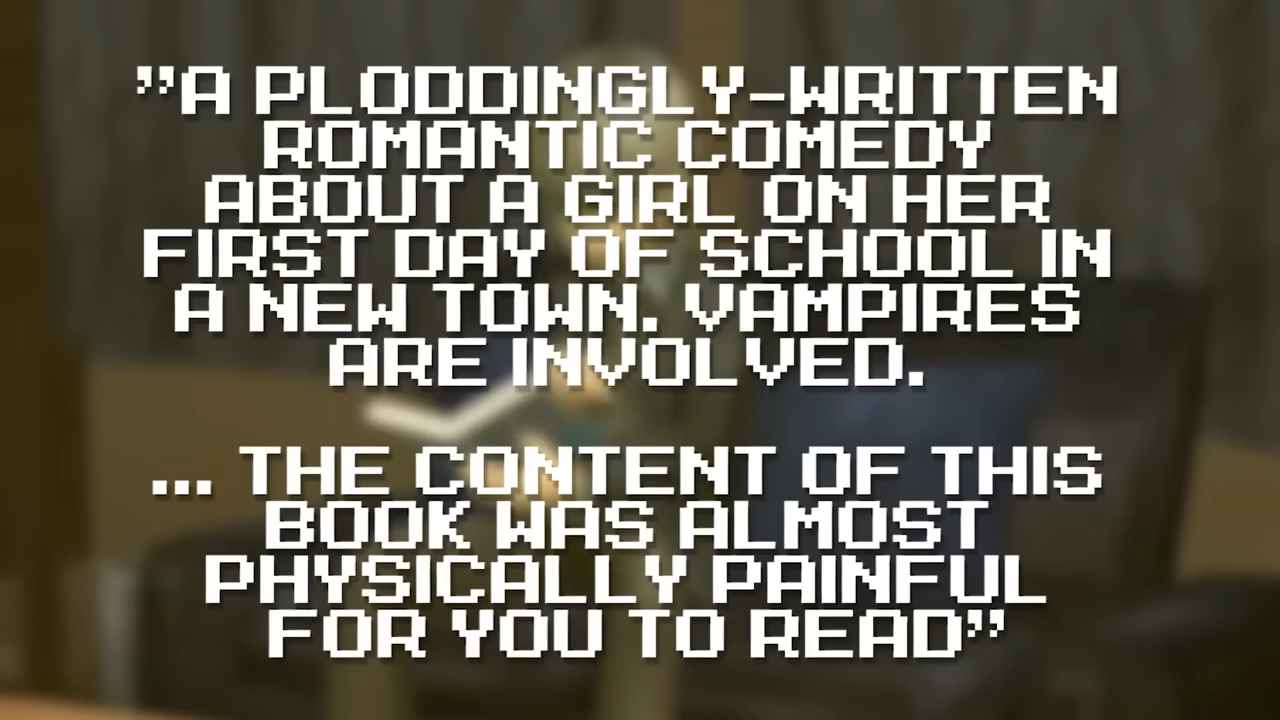 ”A PLODDINGLY-WRITTEN
ROMANTIC COMEDY
ABOUT A GIRL ON HER
FIRST DAY OF SCHOOL IN
A NEW TOWN. VAMPIRES
ARE INVOLVED.
... THE CONTENT OF THIS
BOOK WAS ALMOST
PHYSICALLY PAINFUL
FOR YOU TO READ”